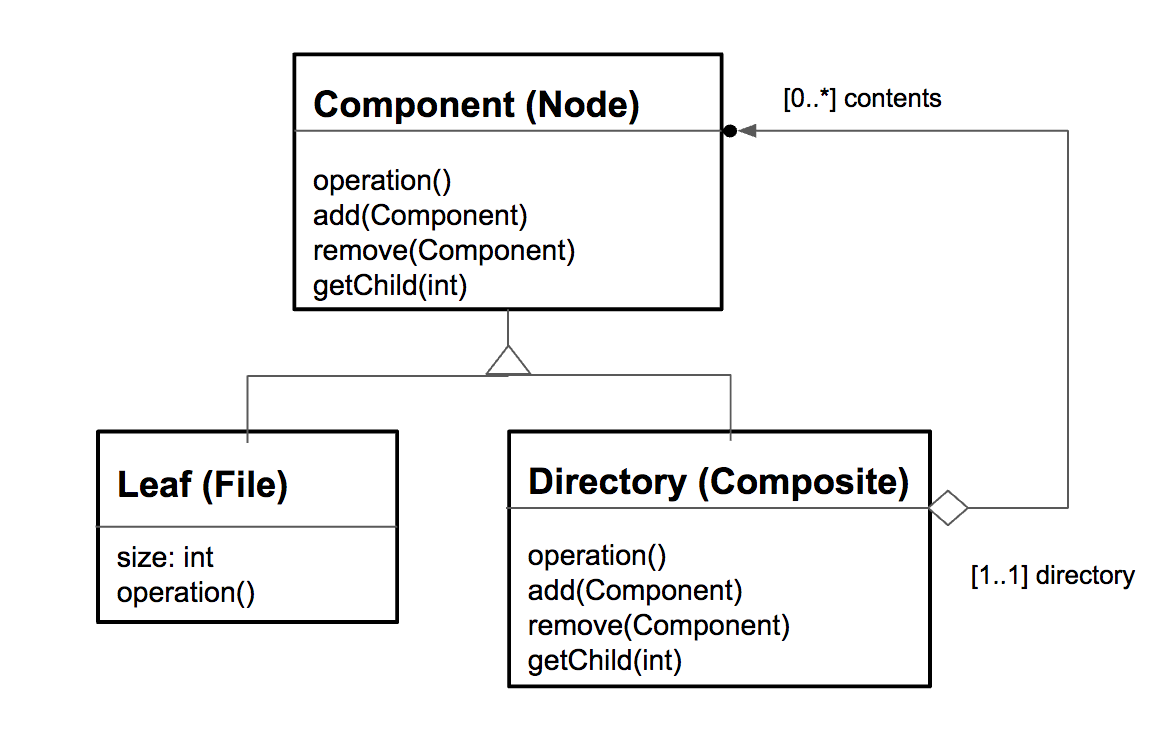 Component (Node)
[0..*] contents
operation()
add(Component)
remove(Component)
getChild(int)
Leaf (File)
size: int
operation()
Directory (Composite)
operation()
add(Component)
remove(Component)
getChild(int)
[1..1] directory